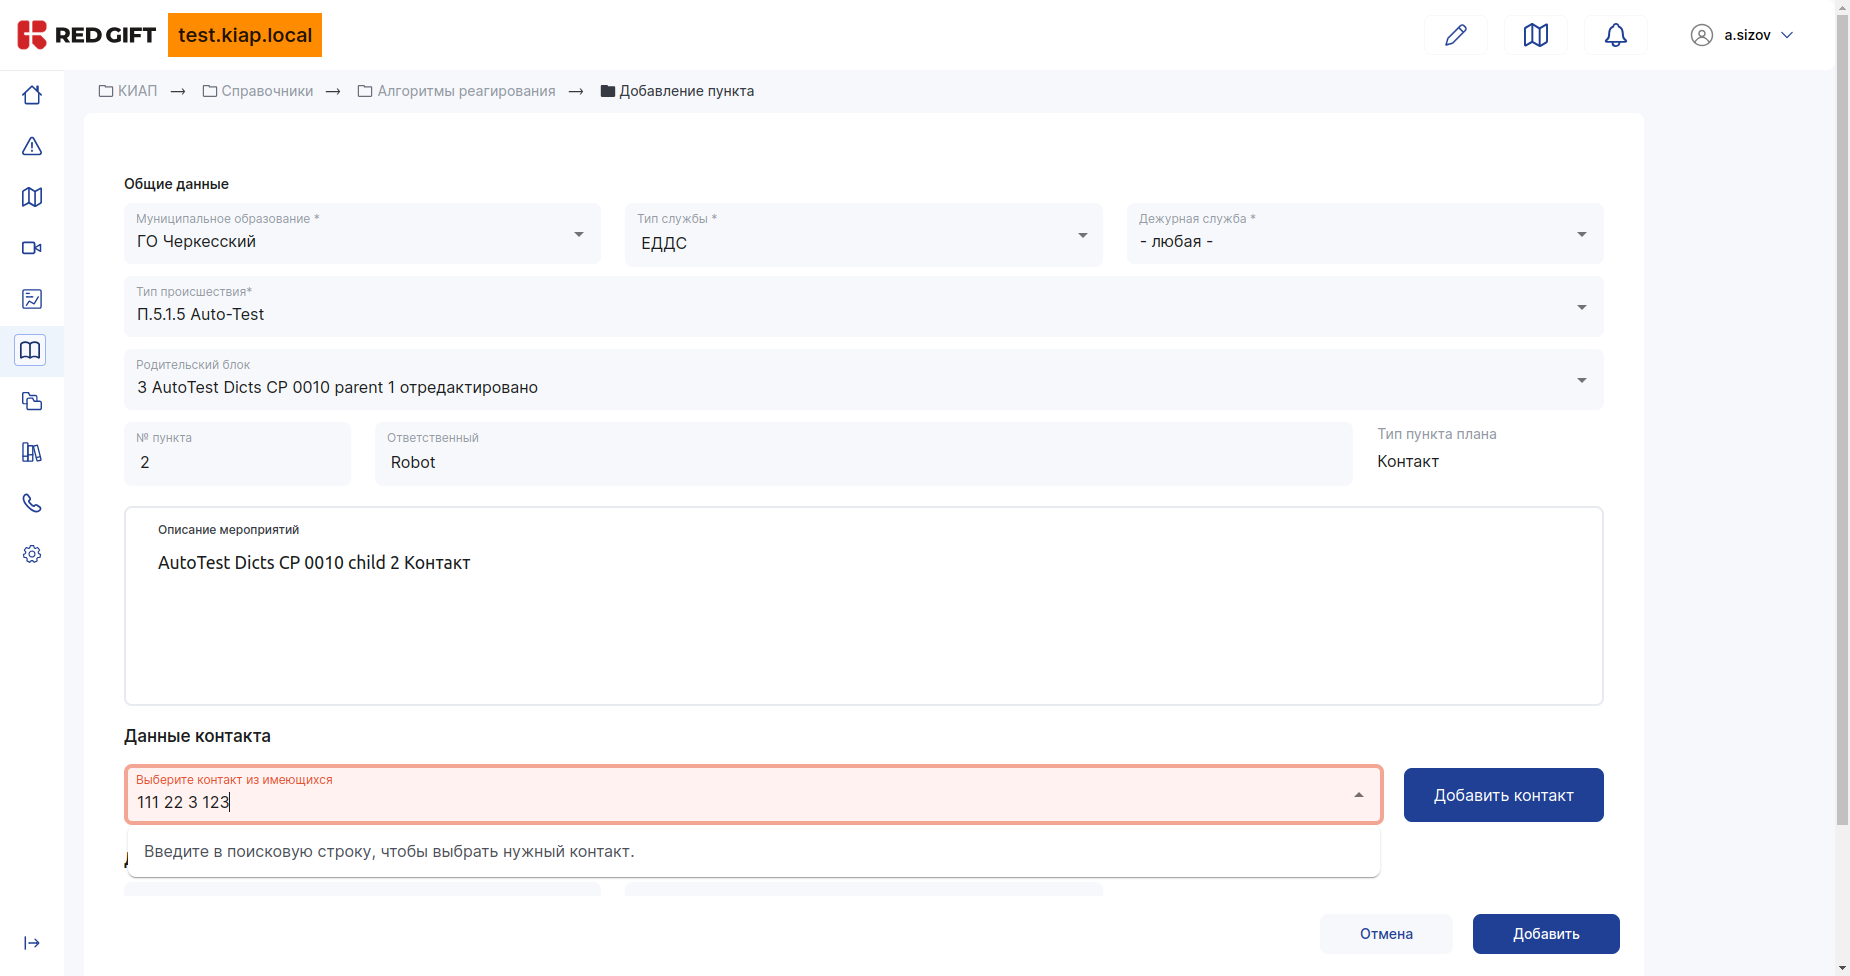 RED GIFT
test.kiap.local
a.sizov
КИАП → Справочники → Алгоритмы реагирования → Добавление пункта
Общие данные
Муниципальное образование *
ГО Черкесский
Тип службы *
ЕДДС
Дежурная служба *
- любая -
Тип происшествия*
П.5.1.5 Auto-Test
Родительский блок
3 AutoTest Dicts CP 0010 parent 1 отредактировано
№ пункта
2
Ответственный
Robot
Тип пункта плана
Контакт
Описание мероприятий
AutoTest Dicts CP 0010 child 2 Контакт
Данные контакта
Выберите контакт из имеющихся
111 22 3 123
Добавить контакт
Введите в поисковую строку, чтобы выбрать нужный контакт.
Отмена
Добавить